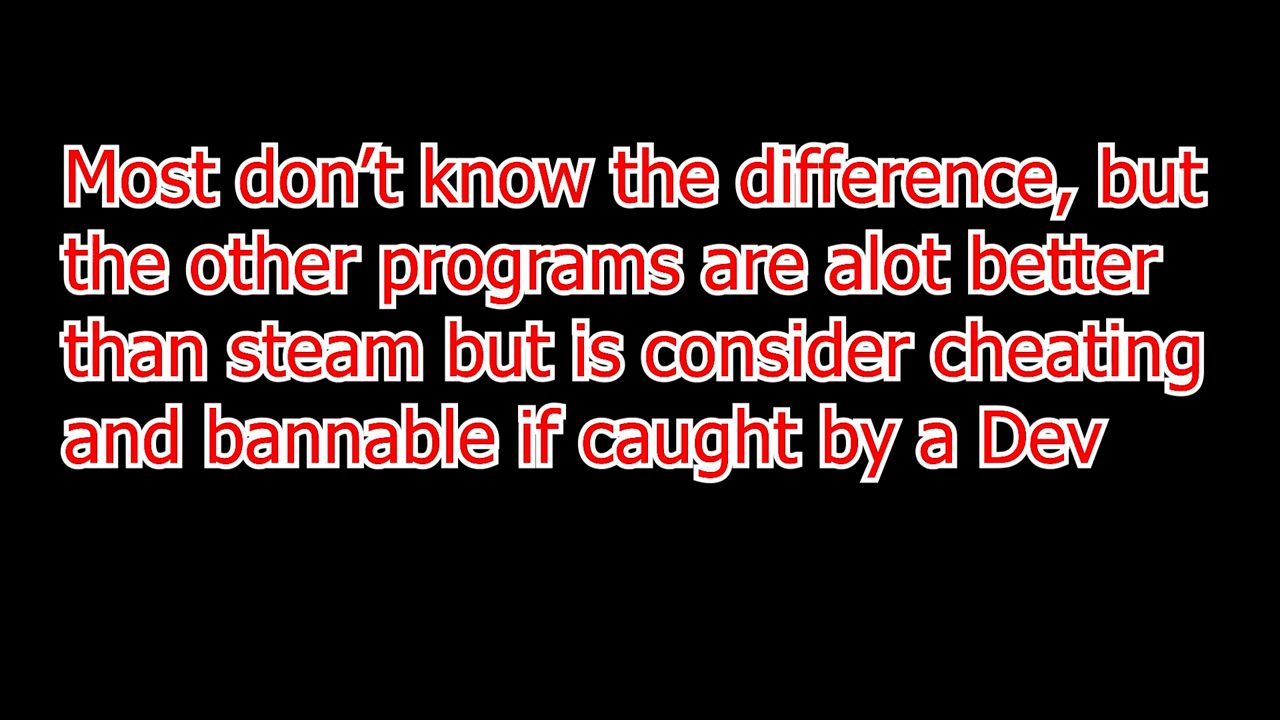 Most don’t know the difference, but
the other programs are alot better
than steam but is consider cheating
and bannable if caught by a Dev